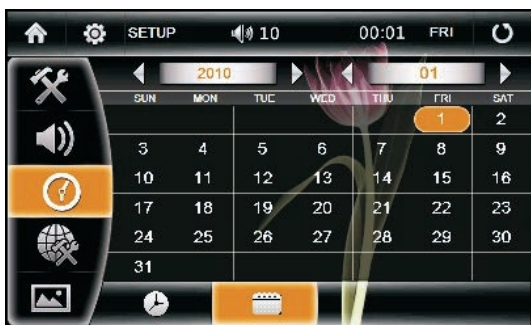 SETUP 10 00:01 FRI
2010 01
SUN MON TUE WED THU FRI SAT
1 2
3 4 5 6 7 8 9
10 11 12 13 14 15 16
17 18 19 20 21 22 23
24 25 26 27 28 29 30
31